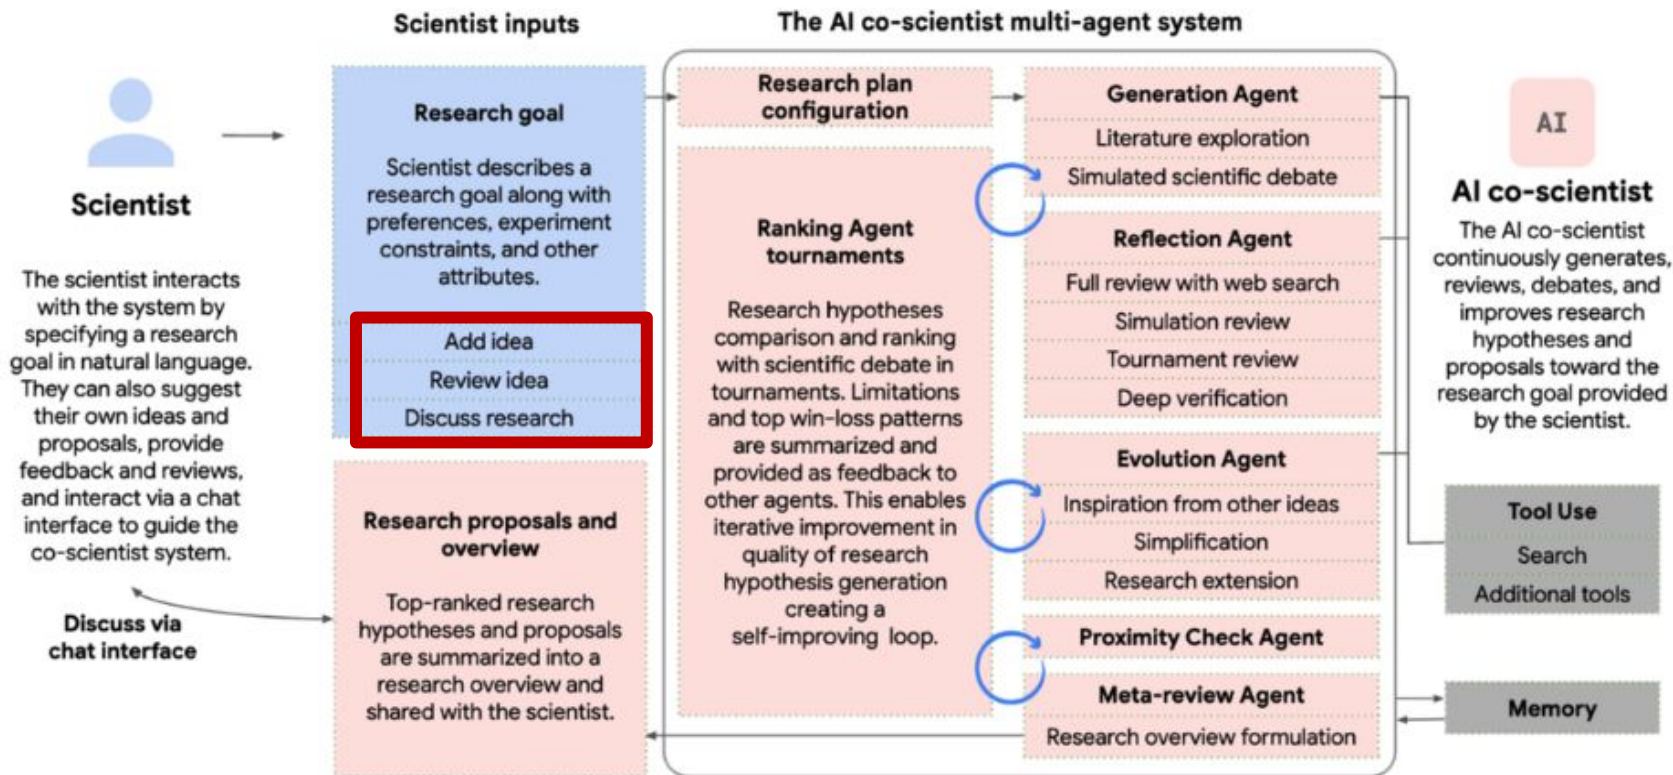 Scientist inputs
The AI co-scientist multi-agent system
Scientist
The scientist interacts
with the system by
specifying a research
goal in natural language.
They can also suggest
their own ideas and
proposals, provide
feedback and reviews,
and interact via a chat
interface to guide the
co-scientist system.
Discuss via
chat interface
Research goal
Scientist describes a
research goal along with
preferences, experiment
constraints, and other
attributes.
Add idea
Review idea
Discuss research
Research proposals and
overview
Top-ranked research
hypotheses and proposals
are summarized into a
research overview and
shared with the scientist.
Research plan
configuration
Ranking Agent
tournaments
Research hypotheses
comparison and ranking
with scientific debate in
tournaments. Limitations
and top win-loss patterns
are summarized and
provided as feedback to
other agents. This enables
iterative improvement in
quality of research
hypothesis generation
creating a
self-improving loop.
Generation Agent
Literature exploration
Simulated scientific debate
Reflection Agent
Full review with web search
Simulation review
Tournament review
Deep verification
Evolution Agent
Inspiration from other ideas
Simplification
Research extension
Proximity Check Agent
Meta-review Agent
Research overview formulation
AI
AI co-scientist
The AI co-scientist
continuously generates,
reviews, debates, and
improves research
hypotheses and
proposals toward the
research goal provided
by the scientist.
Tool Use
Search
Additional tools
Memory